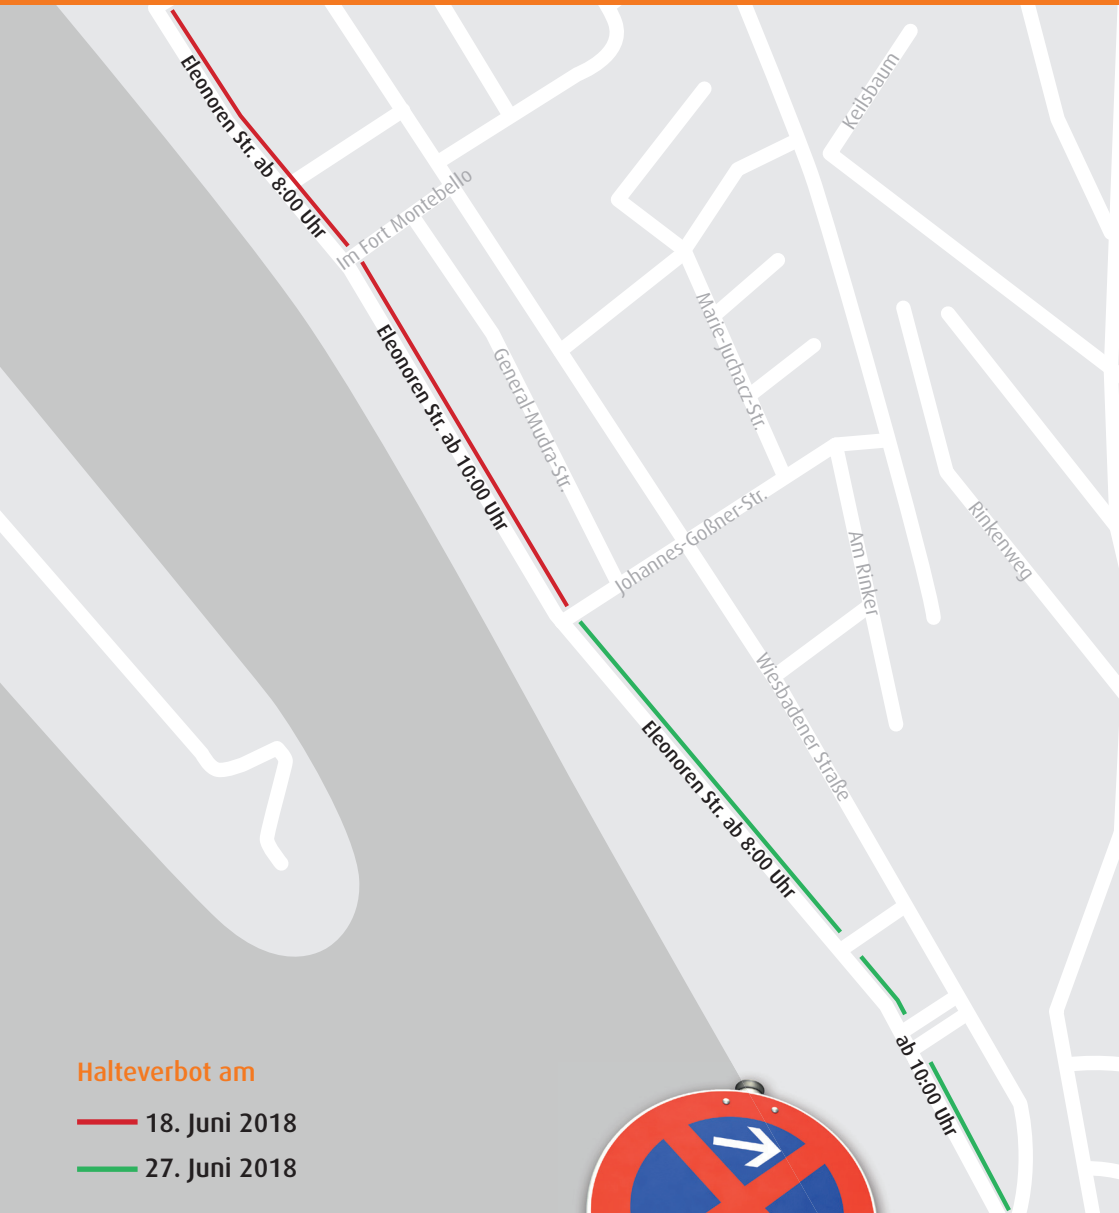 Eleonoren Str. ab 8:00 Uhr
Keilsbaum
Im Fort Montebello
Eleonoren Str. ab 10:00 Uhr
General-Mudra-Str.
Marie-Juchacz-Str.
Johannes-Goßner-Str.
Am Rinker
Rinkenweg
Wiesbadener Straße
Eleonoren Str. ab 8:00 Uhr
ab 10:00 Uhr
Halteverbot am
18. Juni 2018
27. Juni 2018